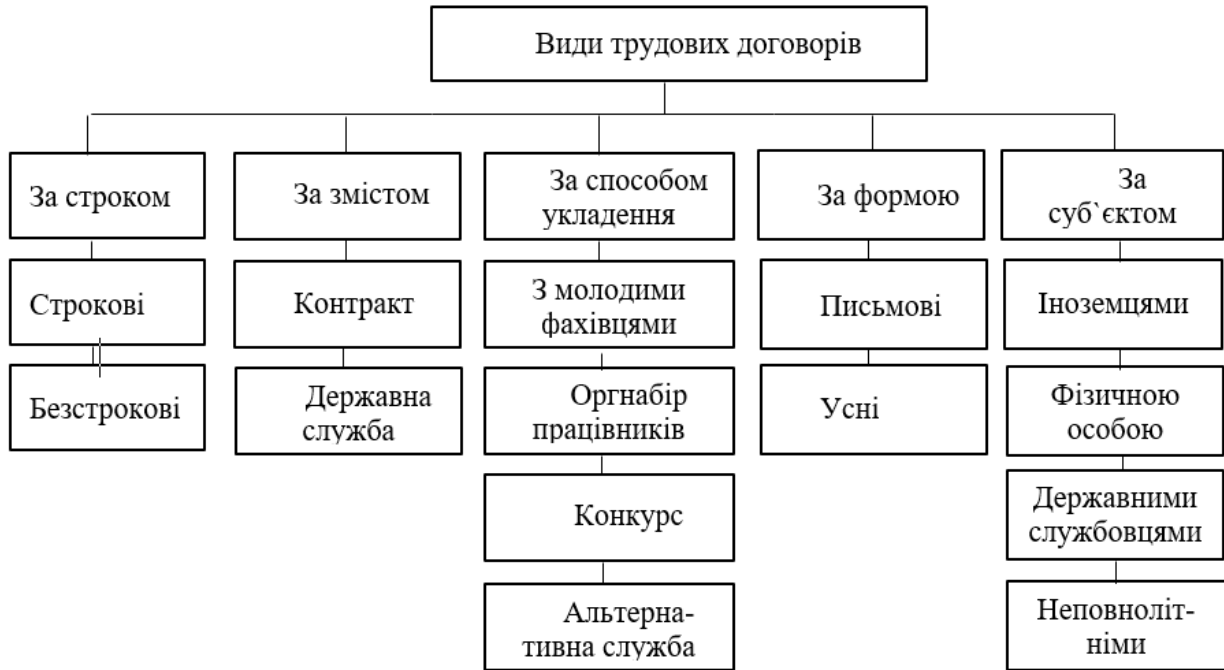 Види трудових договорів
За строком
За змістом
За способом
укладення
За формою
За
суб`єктом
Строкові
Контракт
З молодими
фахівцями
Письмові
Іноземцями
Безстрокові
Державна
служба
Оргнабір
працівників
Усні
Фізичною
особою
Конкурс
Державними
службовцями
Альтерна-
тивна служба
Неповноліт-
німи